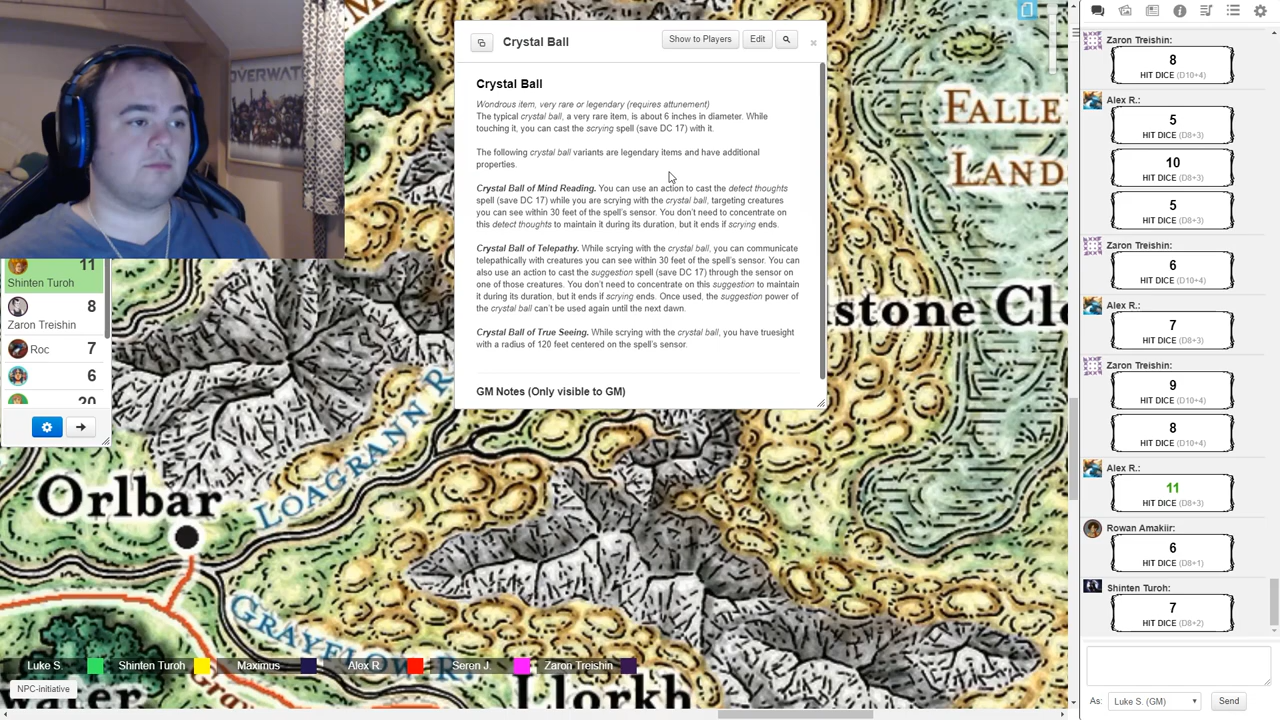 OVERWATCH
Crystal Ball
Show to Players
Edit
Crystal Ball
Wondrous item, very rare or legendary (requires attunement)
The typical crystal ball, a very rare item, is about 6 inches in diameter. While
touching it, you can cast the scrying spell (save DC 17) with it.
The following crystal ball variants are legendary items and have additional
properties.
Crystal Ball of Mind Reading. You can use an action to cast the detect thoughts
spell (save DC 17) while you are scrying with the crystal ball, targeting creatures
you can see within 30 feet of the spell's sensor. You don't need to concentrate on
this detect thoughts to maintain it during its duration, but it ends if scrying ends.
Crystal Ball of Telepathy. While scrying with the crystal ball, you can communicate
telepathically with creatures you can see within 30 feet of the spell's sensor. You can
also use an action to cast the suggestion spell (save DC 17) through the sensor on
one of those creatures. You don't need to concentrate on this suggestion to maintain
it during its duration, but it ends if scrying ends. Once used, the suggestion power of
the crystal ball can't be used again until the next dawn.
Crystal Ball of True Seeing. While scrying with the crystal ball, you have truesight
with a radius of 120 feet centered on the spell's sensor.
GM Notes (Only visible to GM)
11
Shinten Turoh
8
Zaron Treishin
Roc 7
6
20
FALLE
LANDS
stone Cl
Orlbar
LOAGRANN R
GRAYFLOW R.
Llorkh
water
Luke S.
Shinten Turoh
Maximus
Alex R.
Seren J.
Zaron Treishin
NPC-initiative
Zaron Treishin:
8
HIT DICE (D10+4)
Alex R.:
5
HIT DICE (D8+3)
10
HIT DICE (D8+3)
5
HIT DICE (D8+3)
Zaron Treishin:
6
HIT DICE (D10+4)
Alex R.:
7
HIT DICE (D8+3)
Zaron Treishin:
9
HIT DICE (D10+4)
8
HIT DICE (D10+4)
Alex R.:
11
HIT DICE (D8+3)
Rowan Amakiir:
6
HIT DICE (D8+1)
Shinten Turoh:
7
HIT DICE (D8+2)
As:
Luke S. (GM)
Send